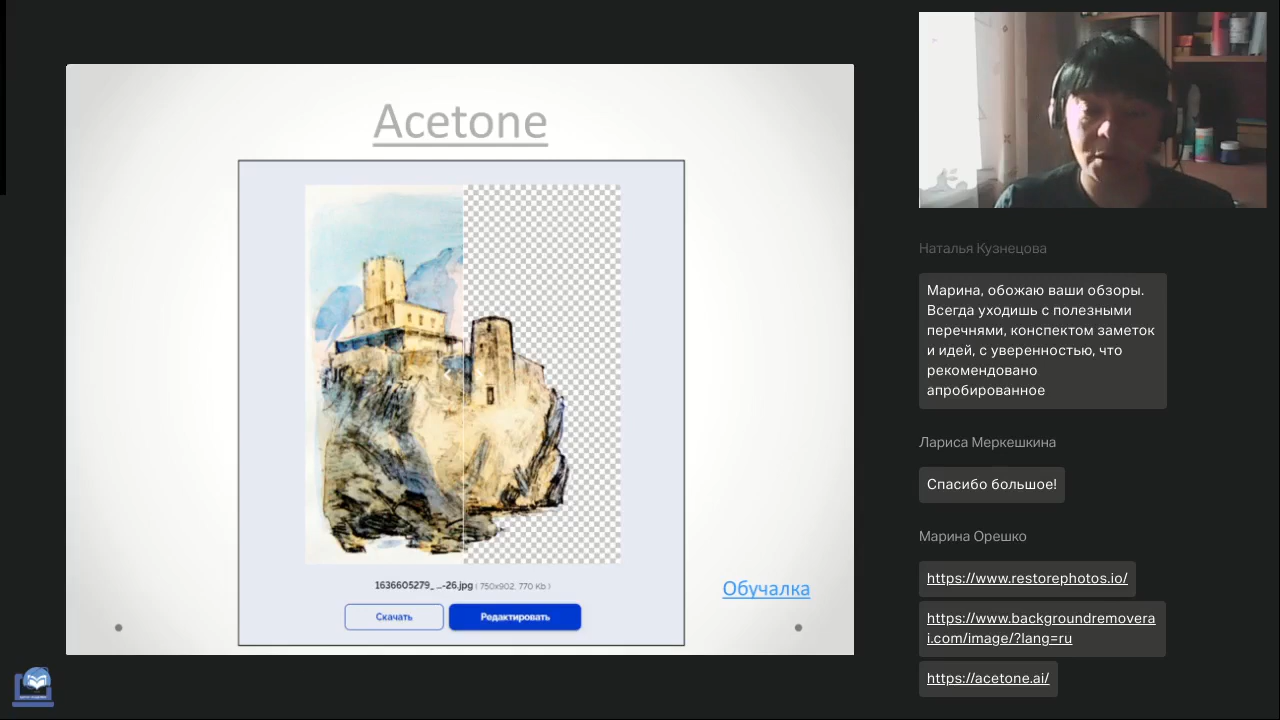 Acetone
1636605279_ ...-26.jpg ( 750x902, 770 Kb )
Скачать
Редактировать
Обучалка
Наталья Кузнецова
Марина, обожаю ваши обзоры.
Всегда уходишь с полезными
перечнями, конспектом заметок
и идей, с уверенностью, что
рекомендовано
апробированное
Лариса Меркешкина
Спасибо большое!
Марина Орешко
https://www.restorephotos.io/
https://www.backgroundremovera
i.com/image/?lang=ru
https://acetone.ai/